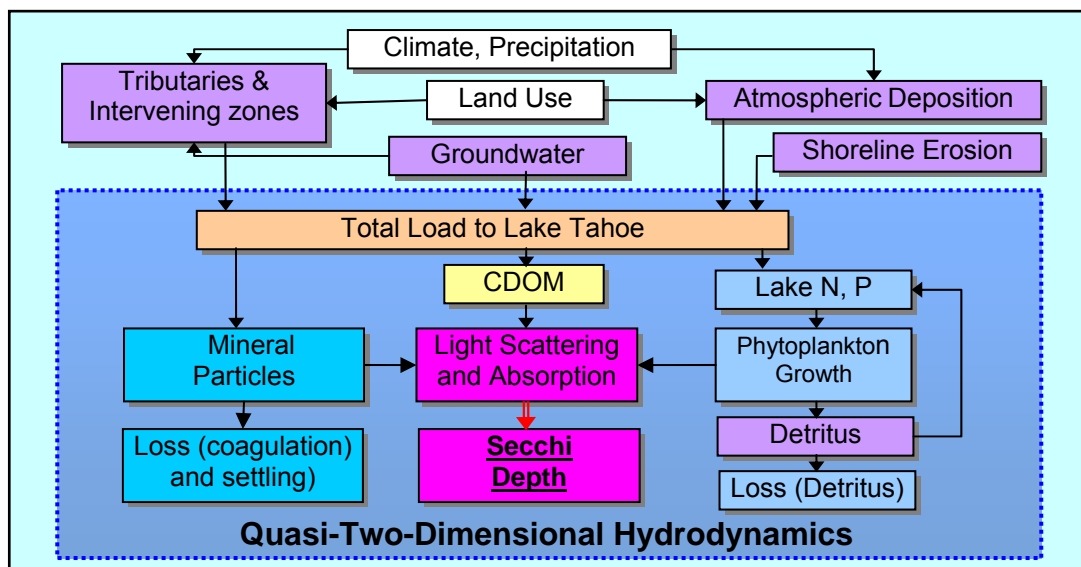 Climate, Precipitation
Tributaries &
Intervening zones
Land Use
Atmospheric Deposition
Groundwater
Shoreline Erosion
Total Load to Lake Tahoe
CDOM
Lake N, P
Mineral
Particles
Light Scattering
and Absorption
Phytoplankton
Growth
Loss (coagulation)
and settling)
Secchi
Depth
Detritus
Loss (Detritus)
Quasi-Two-Dimensional Hydrodynamics